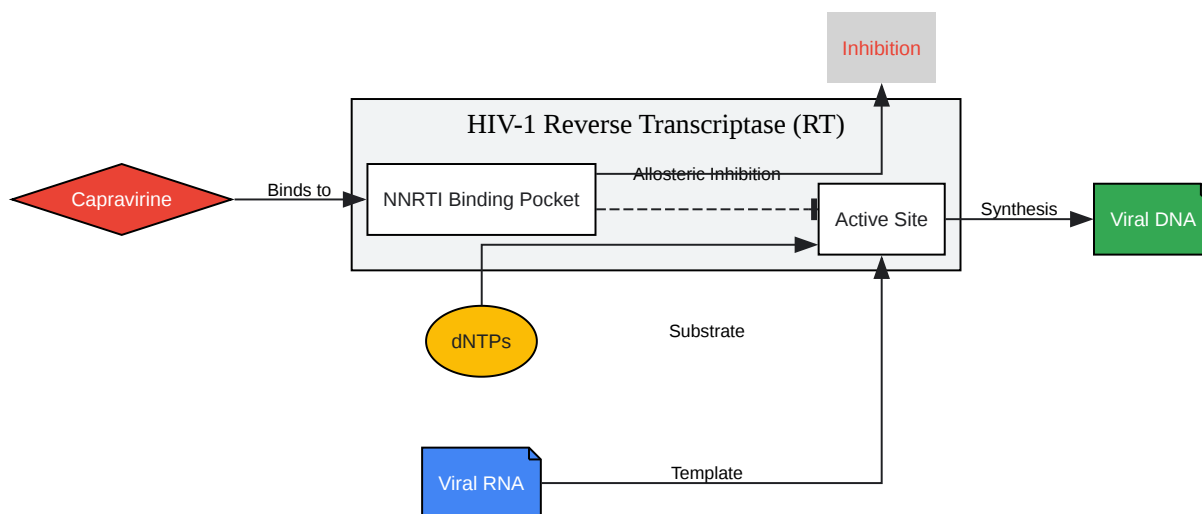 Inhibition
HIV-1 Reverse Transcriptase (RT)
Allosteric Inhibition
Capravirine
Binds to
NNRTI Binding Pocket
Active Site
Synthesis
Viral DNA
dNTPs
Substrate
Viral RNA
Template